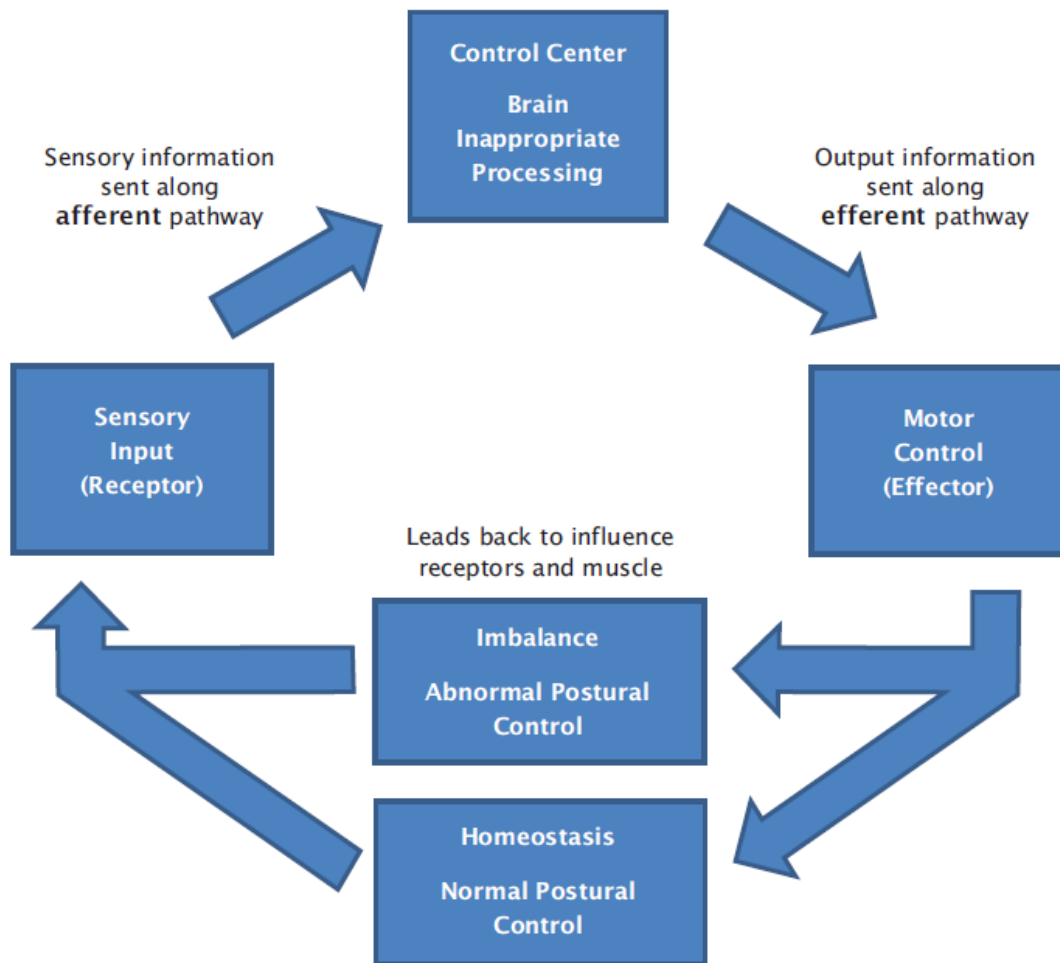 Control Center
Brain
Inappropriate
Processing
Sensory information
sent along
afferent pathway
Output information
sent along
efferent pathway
Sensory
Input
(Receptor)
Motor
Control
(Effector)
Leads back to influence
receptors and muscle
Imbalance
Abnormal Postural
Control
Homeostasis
Normal Postural
Control